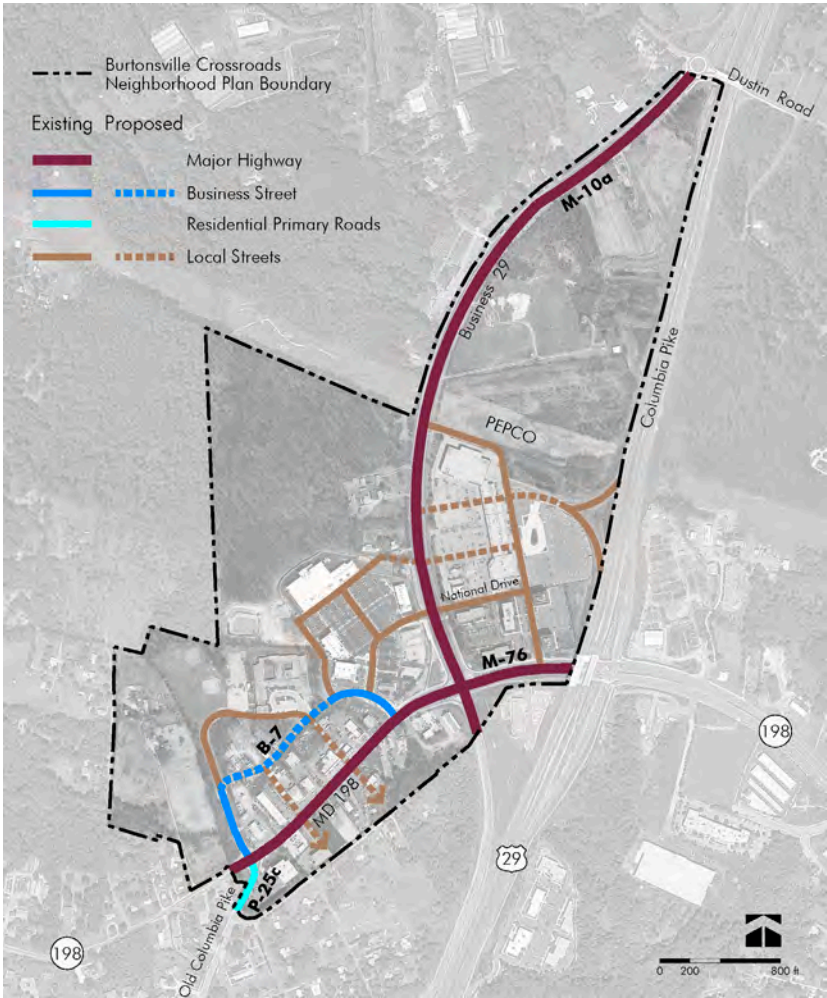 Burtonsville Crossroads
Neighborhood Plan Boundary
Existing Proposed
Major Highway
Business Street
Residential Primary Roads
Local Streets
Dustin Road
M-10a
Business 29
Columbia Pike
PEPCO
National Drive
M-76
B-7
MD 198
198
29
P-25c
Old Columbia Pike
198
0 200 800 ft